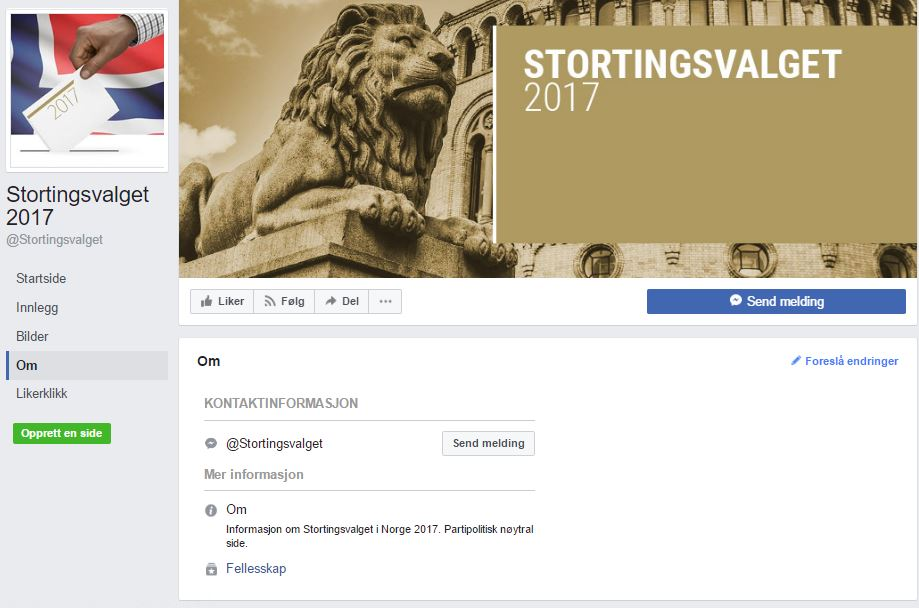 2017
STORTINGSVALGET
2017
Stortingsvalget
2017
@Stortingsvalget
Startside
Innlegg
Bilder
Om
Likerklikk
Opprett en side
Liker
Følg
Del
Send melding
Om
Foreslå endringer
KONTAKTINFORMASJON
@Stortingsvalget
Send melding
Mer informasjon
Om
Informasjon om Stortingsvalget i Norge 2017. Partipolitisk nøytral
side.
Fellesskap